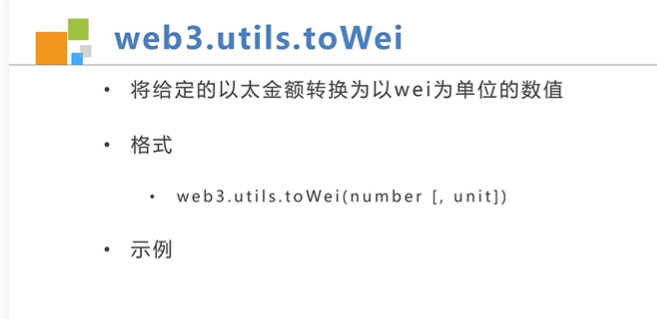 web3.utils.toWei
• 将给定的以太金额转换为以wei为单位的数值
• 格式
• web3.utils.toWei(number [, unit])
• 示例